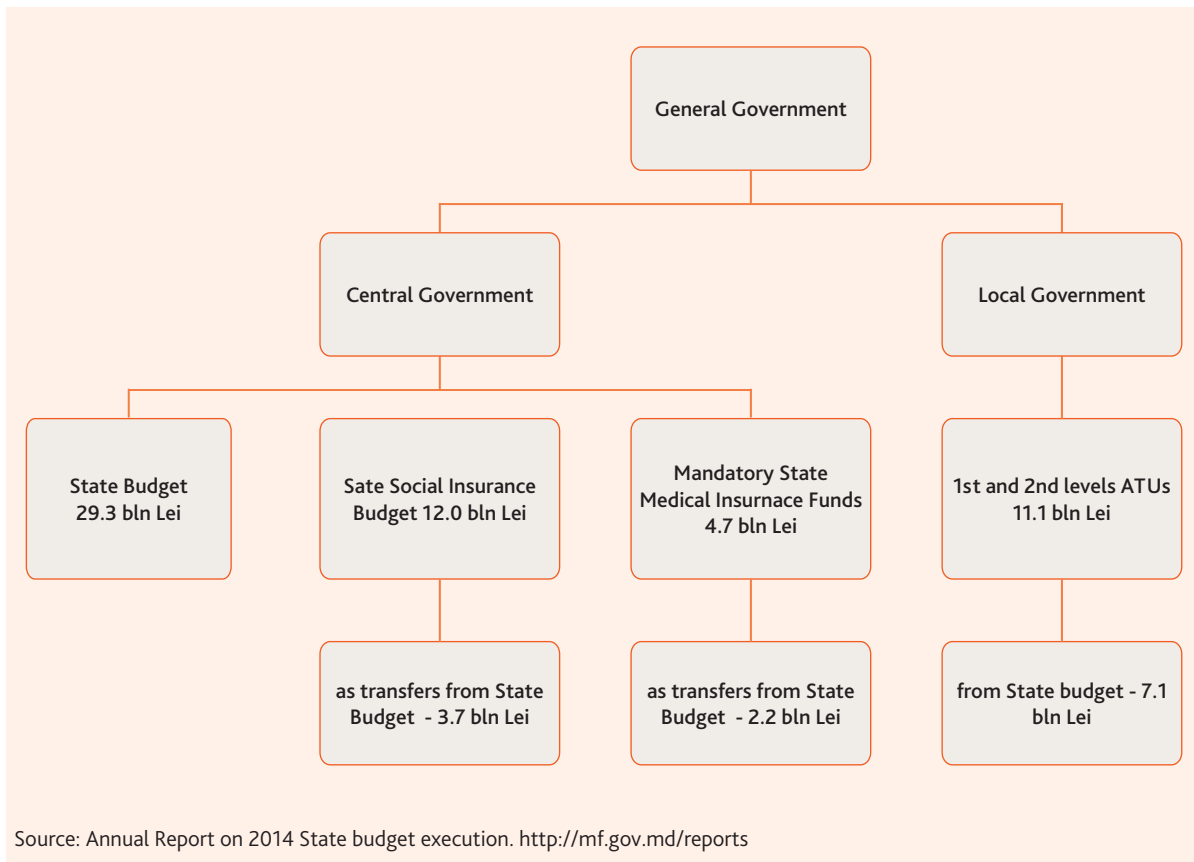 General Government
Central Government
Local Government
State Budget
29.3 bln Lei
Sate Social Insurance
Budget 12.0 bln Lei
Mandatory State
Medical Insurnace Funds
4.7 bln Lei
1st and 2nd levels ATUs
11.1 bln Lei
as transfers from State
Budget - 3.7 bln Lei
as transfers from State
Budget - 2.2 bln Lei
from State budget - 7.1
bln Lei
Source: Annual Report on 2014 State budget execution. http://mf.gov.md/reports